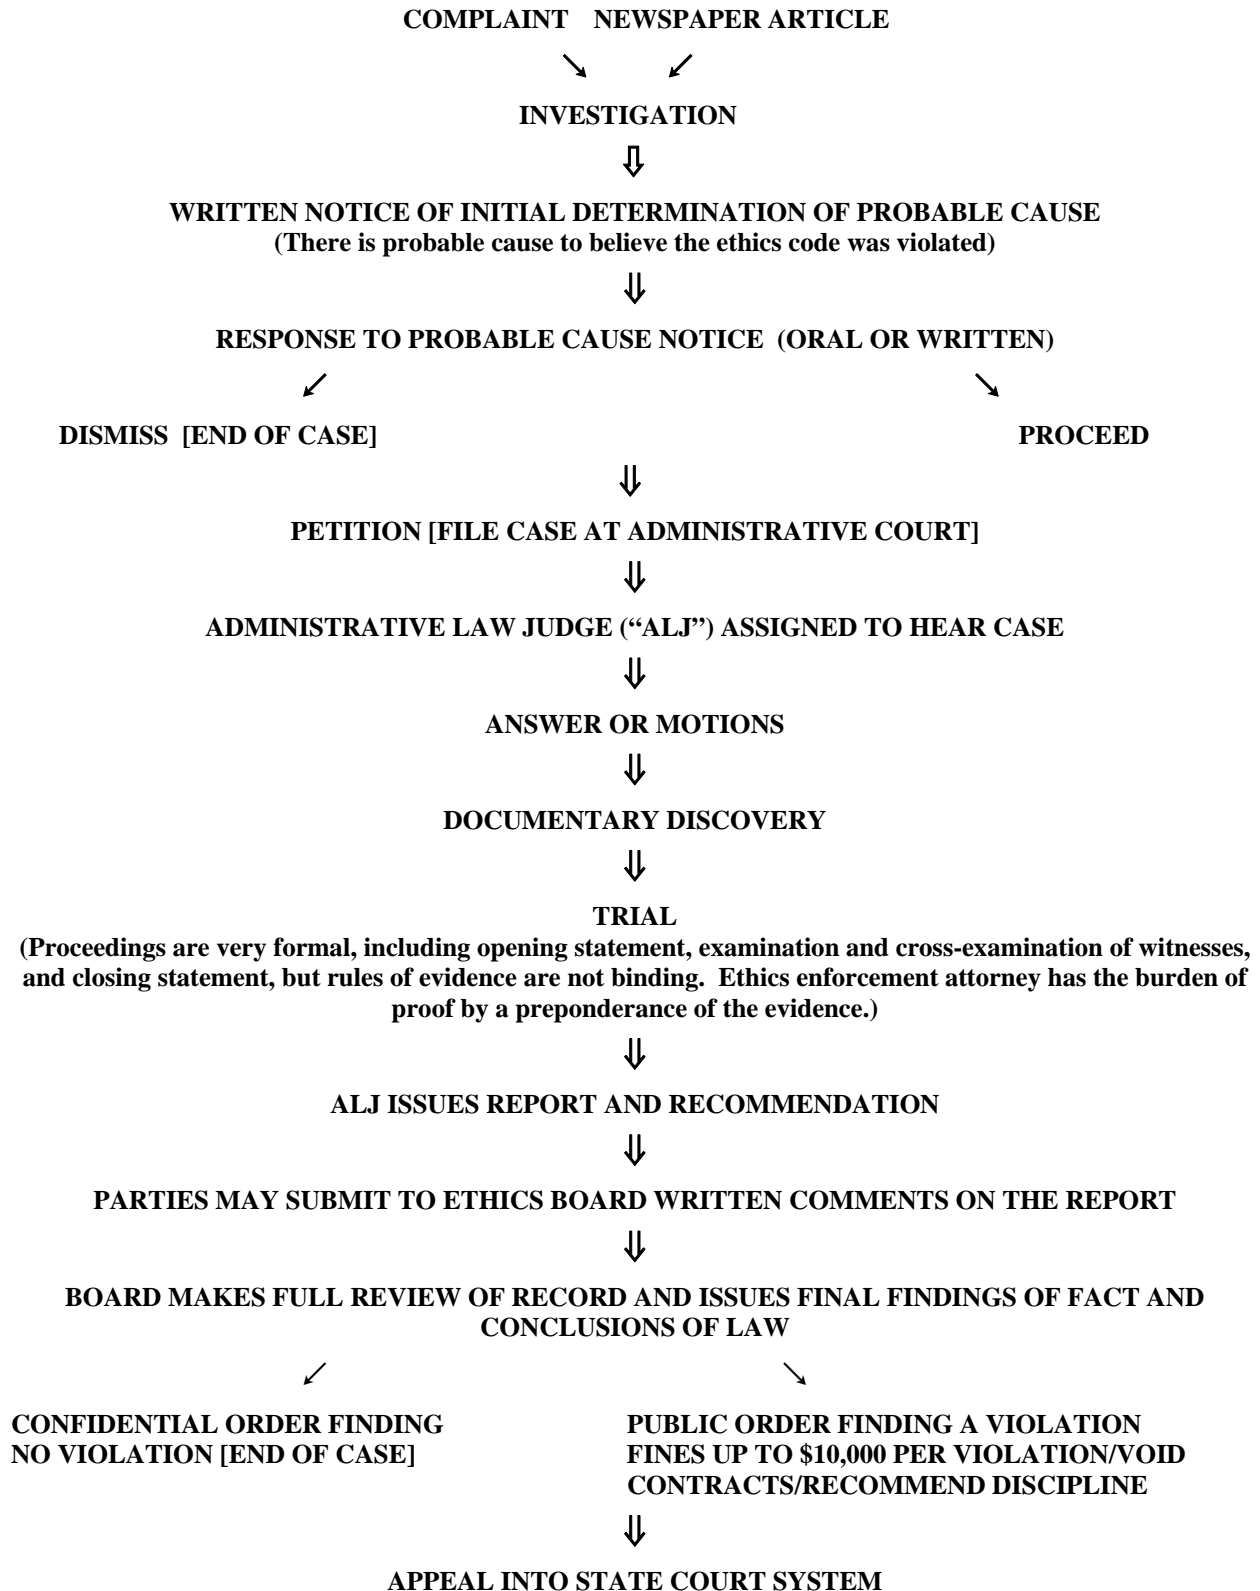 COMPLAINT    NEWSPAPER ARTICLE
INVESTIGATION
WRITTEN NOTICE OF INITIAL DETERMINATION OF PROBABLE CAUSE
(There is probable cause to believe the ethics code was violated)
RESPONSE TO PROBABLE CAUSE NOTICE  (ORAL OR WRITTEN)
DISMISS  [END OF CASE]    PROCEED
PETITION [FILE CASE AT ADMINISTRATIVE COURT]
ADMINISTRATIVE LAW JUDGE (“ALJ”) ASSIGNED TO HEAR CASE
ANSWER OR MOTIONS
DOCUMENTARY DISCOVERY
TRIAL
(Proceedings are very formal, including opening statement, examination and cross-examination of witnesses,
and closing statement, but rules of evidence are not binding.  Ethics enforcement attorney has the burden of
proof by a preponderance of the evidence.)
ALJ ISSUES REPORT AND RECOMMENDATION
PARTIES MAY SUBMIT TO ETHICS BOARD WRITTEN COMMENTS ON THE REPORT
BOARD MAKES FULL REVIEW OF RECORD AND ISSUES FINAL FINDINGS OF FACT AND
CONCLUSIONS OF LAW
CONFIDENTIAL ORDER FINDING
NO VIOLATION [END OF CASE]
PUBLIC ORDER FINDING A VIOLATION
FINES UP TO $10,000 PER VIOLATION/VOID
CONTRACTS/RECOMMEND DISCIPLINE
APPEAL INTO STATE COURT SYSTEM